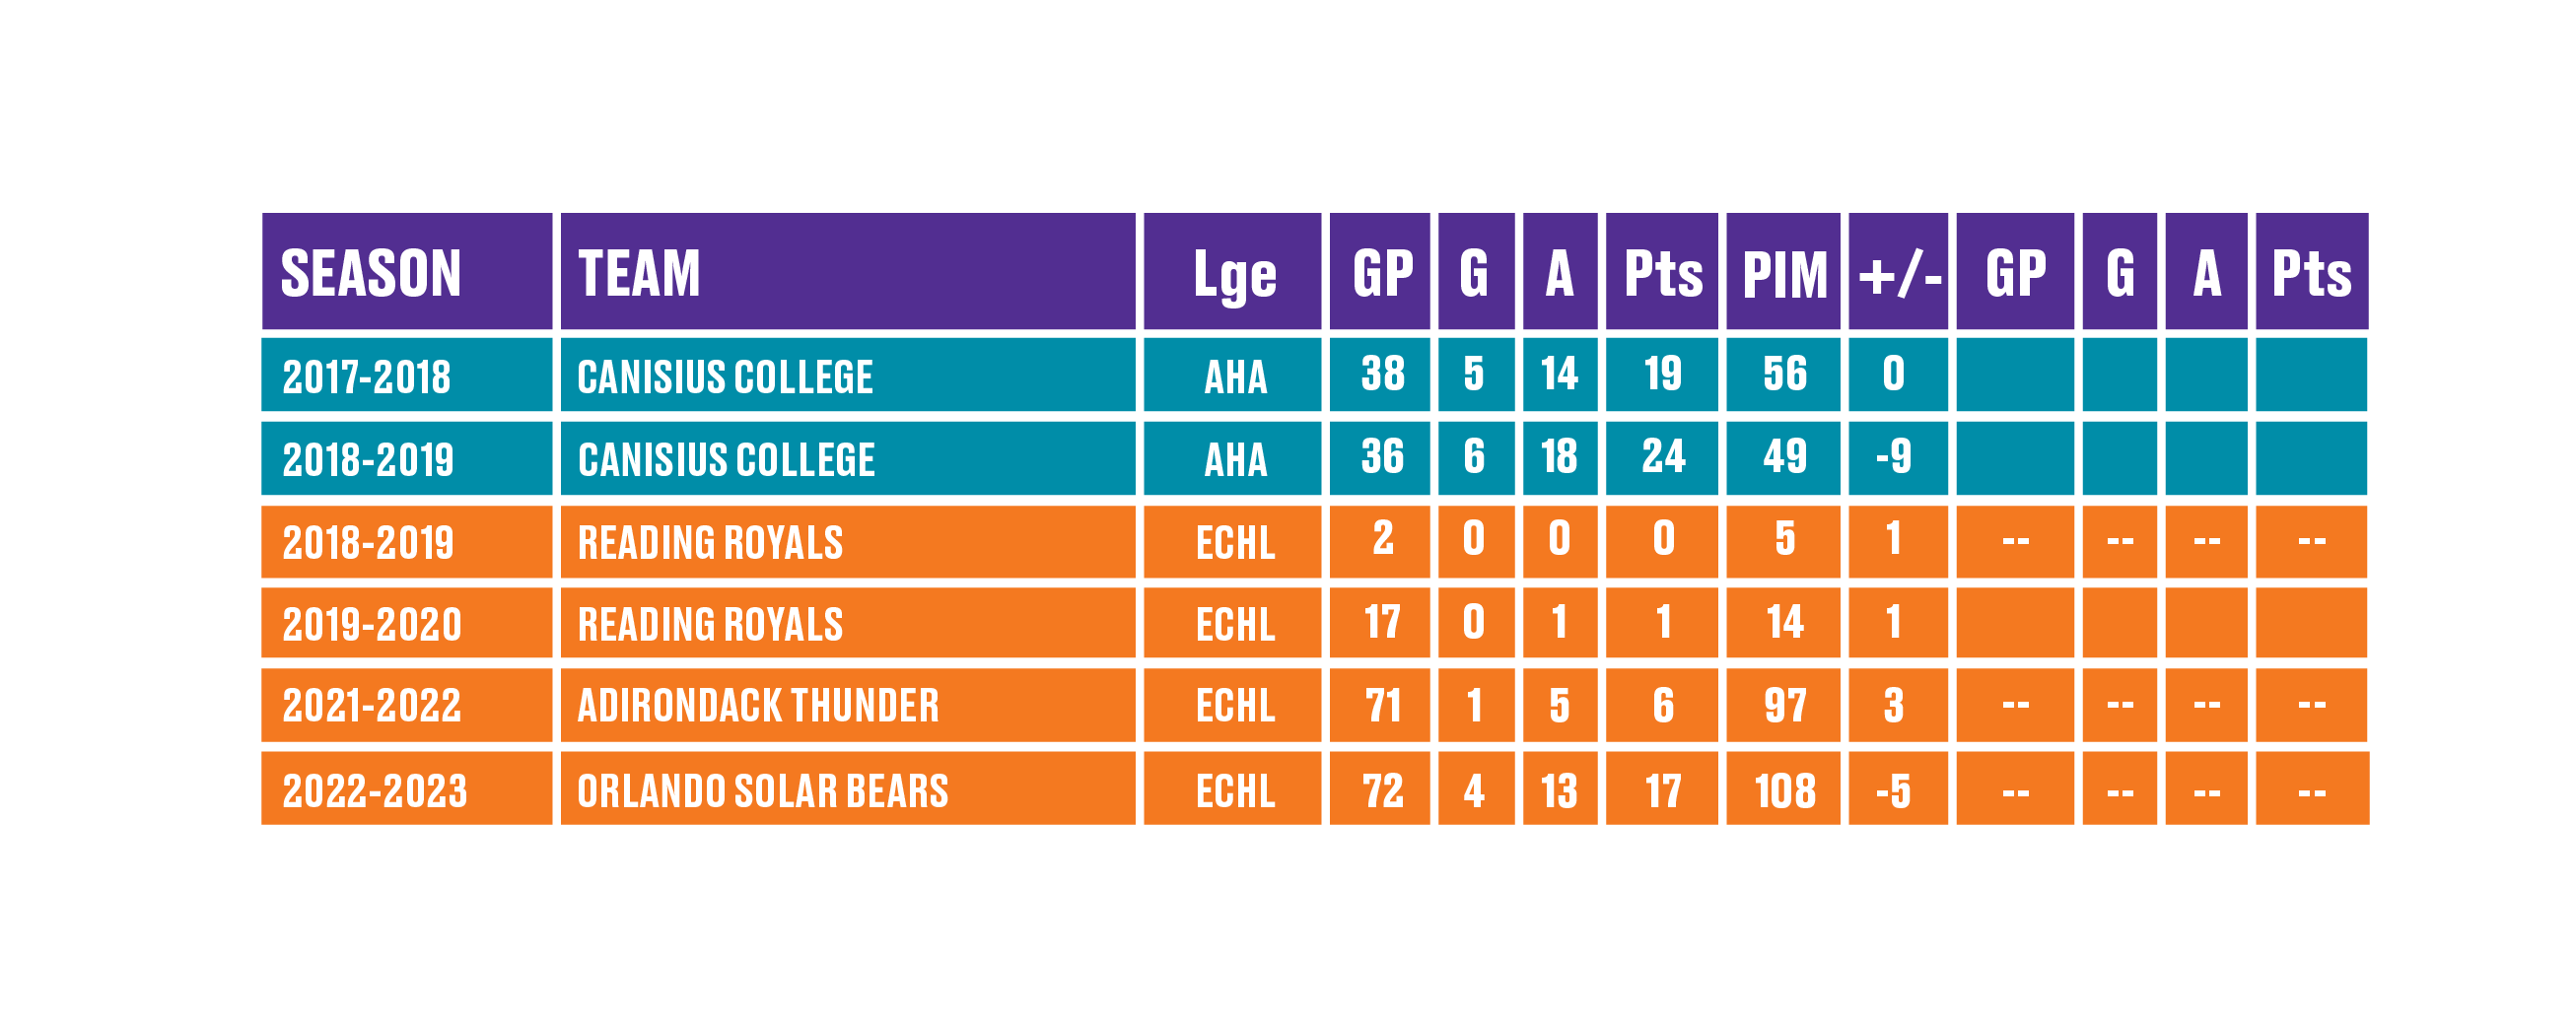 SEASON TEAM Lge GP G A Pts PIM +/- GP G A Pts
2017-2018 CANISIUS COLLEGE AHA 38 5 14 19 56 0
2018-2019 CANISIUS COLLEGE AHA 36 6 18 24 49 -9
2018-2019 READING ROYALS ECHL 2 0 0 0 5 1 -- -- -- --
2019-2020 READING ROYALS ECHL 17 0 1 1 14 1
2021-2022 ADIRONDACK THUNDER ECHL 71 1 5 6 97 3 -- -- -- --
2022-2023 ORLANDO SOLAR BEARS ECHL 72 4 13 17 108 -5 -- -- -- --